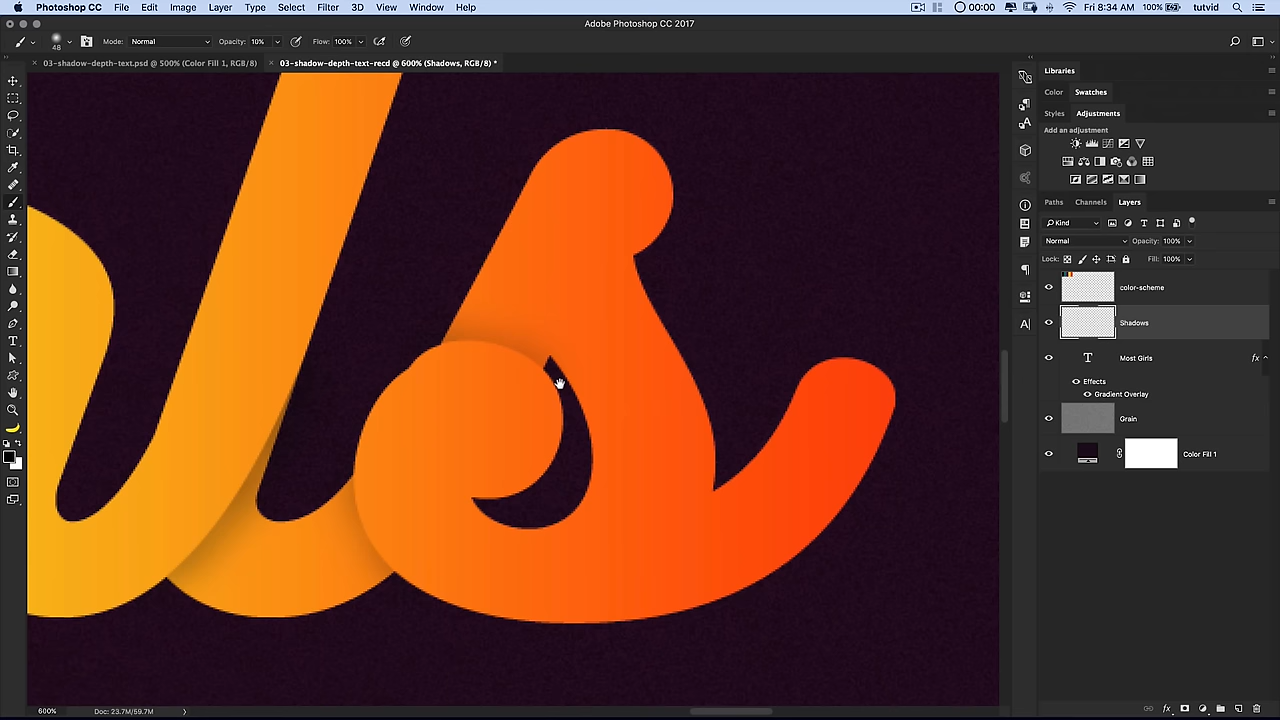 Photoshop CC File Edit Image Layer Type Select Filter 3D View Window Help 00:00 100% Fri 8:34 AM tutvid
Adobe Photoshop CC 2017
48 Mode: Normal Opacity: 10% Flow: 100%
× 03-shadow-depth-text.psd @ 500% (Color Fill 1, RGB/8) × 03-shadow-depth-text-recd @ 600% (Shadows, RGB/8) *
Libraries
Color Swatches
Styles Adjustments
Add an adjustment
Paths Channels Layers
Kind
Normal Opacity: 100%
Lock: Fill: 100%
color-scheme
Shadows
T Most Girls fx
Effects
Gradient Overlay
Grain
Color Fill 1
600% Doc: 23.7M/59.7M